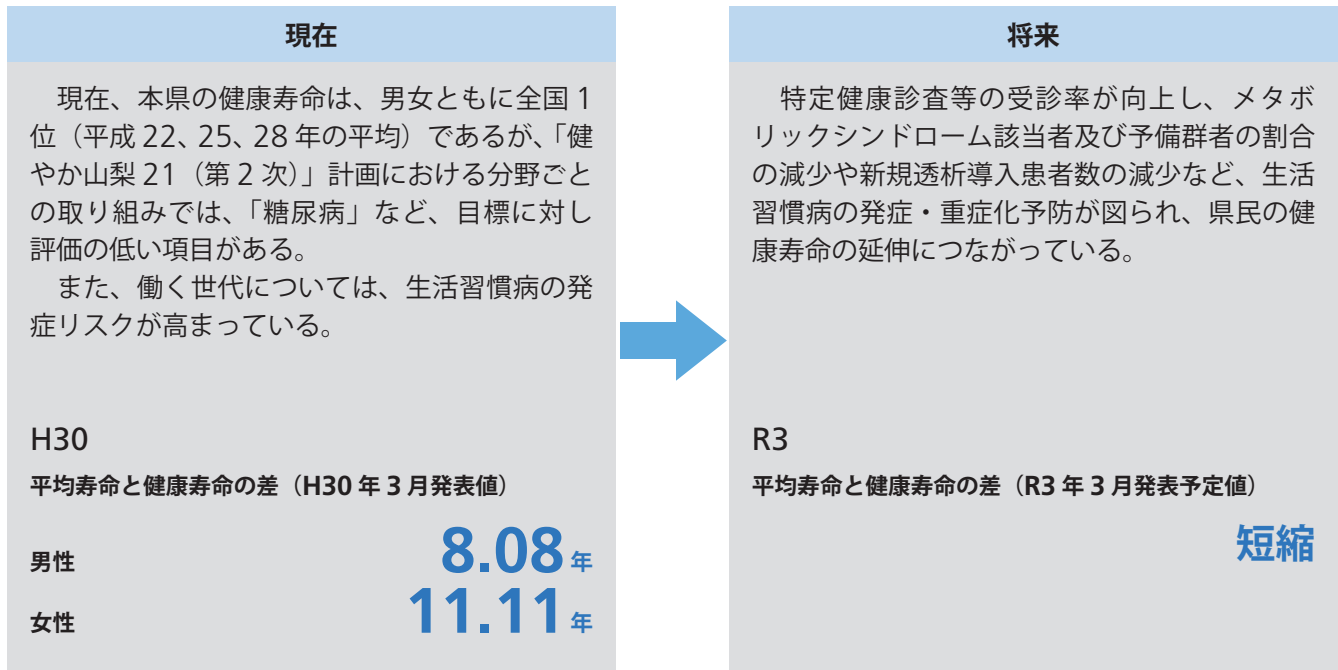 現在
現在、本県の健康寿命は、男女ともに全国 1
位（平成 22、25、28 年の平均）であるが、「健
やか山梨 21（第 2 次）」計画における分野ごと
の取り組みでは、「糖尿病」など、目標に対し
評価の低い項目がある。
また、働く世代については、生活習慣病の発
症リスクが高まっている。
H30
平均寿命と健康寿命の差（H30 年 3 月発表値）
男性 8.08 年
女性 11.11 年
将来
特定健康診査等の受診率が向上し、メタボ
リックシンドローム該当者及び予備群者の割合
の減少や新規透析導入患者数の減少など、生活
習慣病の発症・重症化予防が図られ、県民の健
康寿命の延伸につながっている。
R3
平均寿命と健康寿命の差（R3 年 3 月発表予定値）
短縮